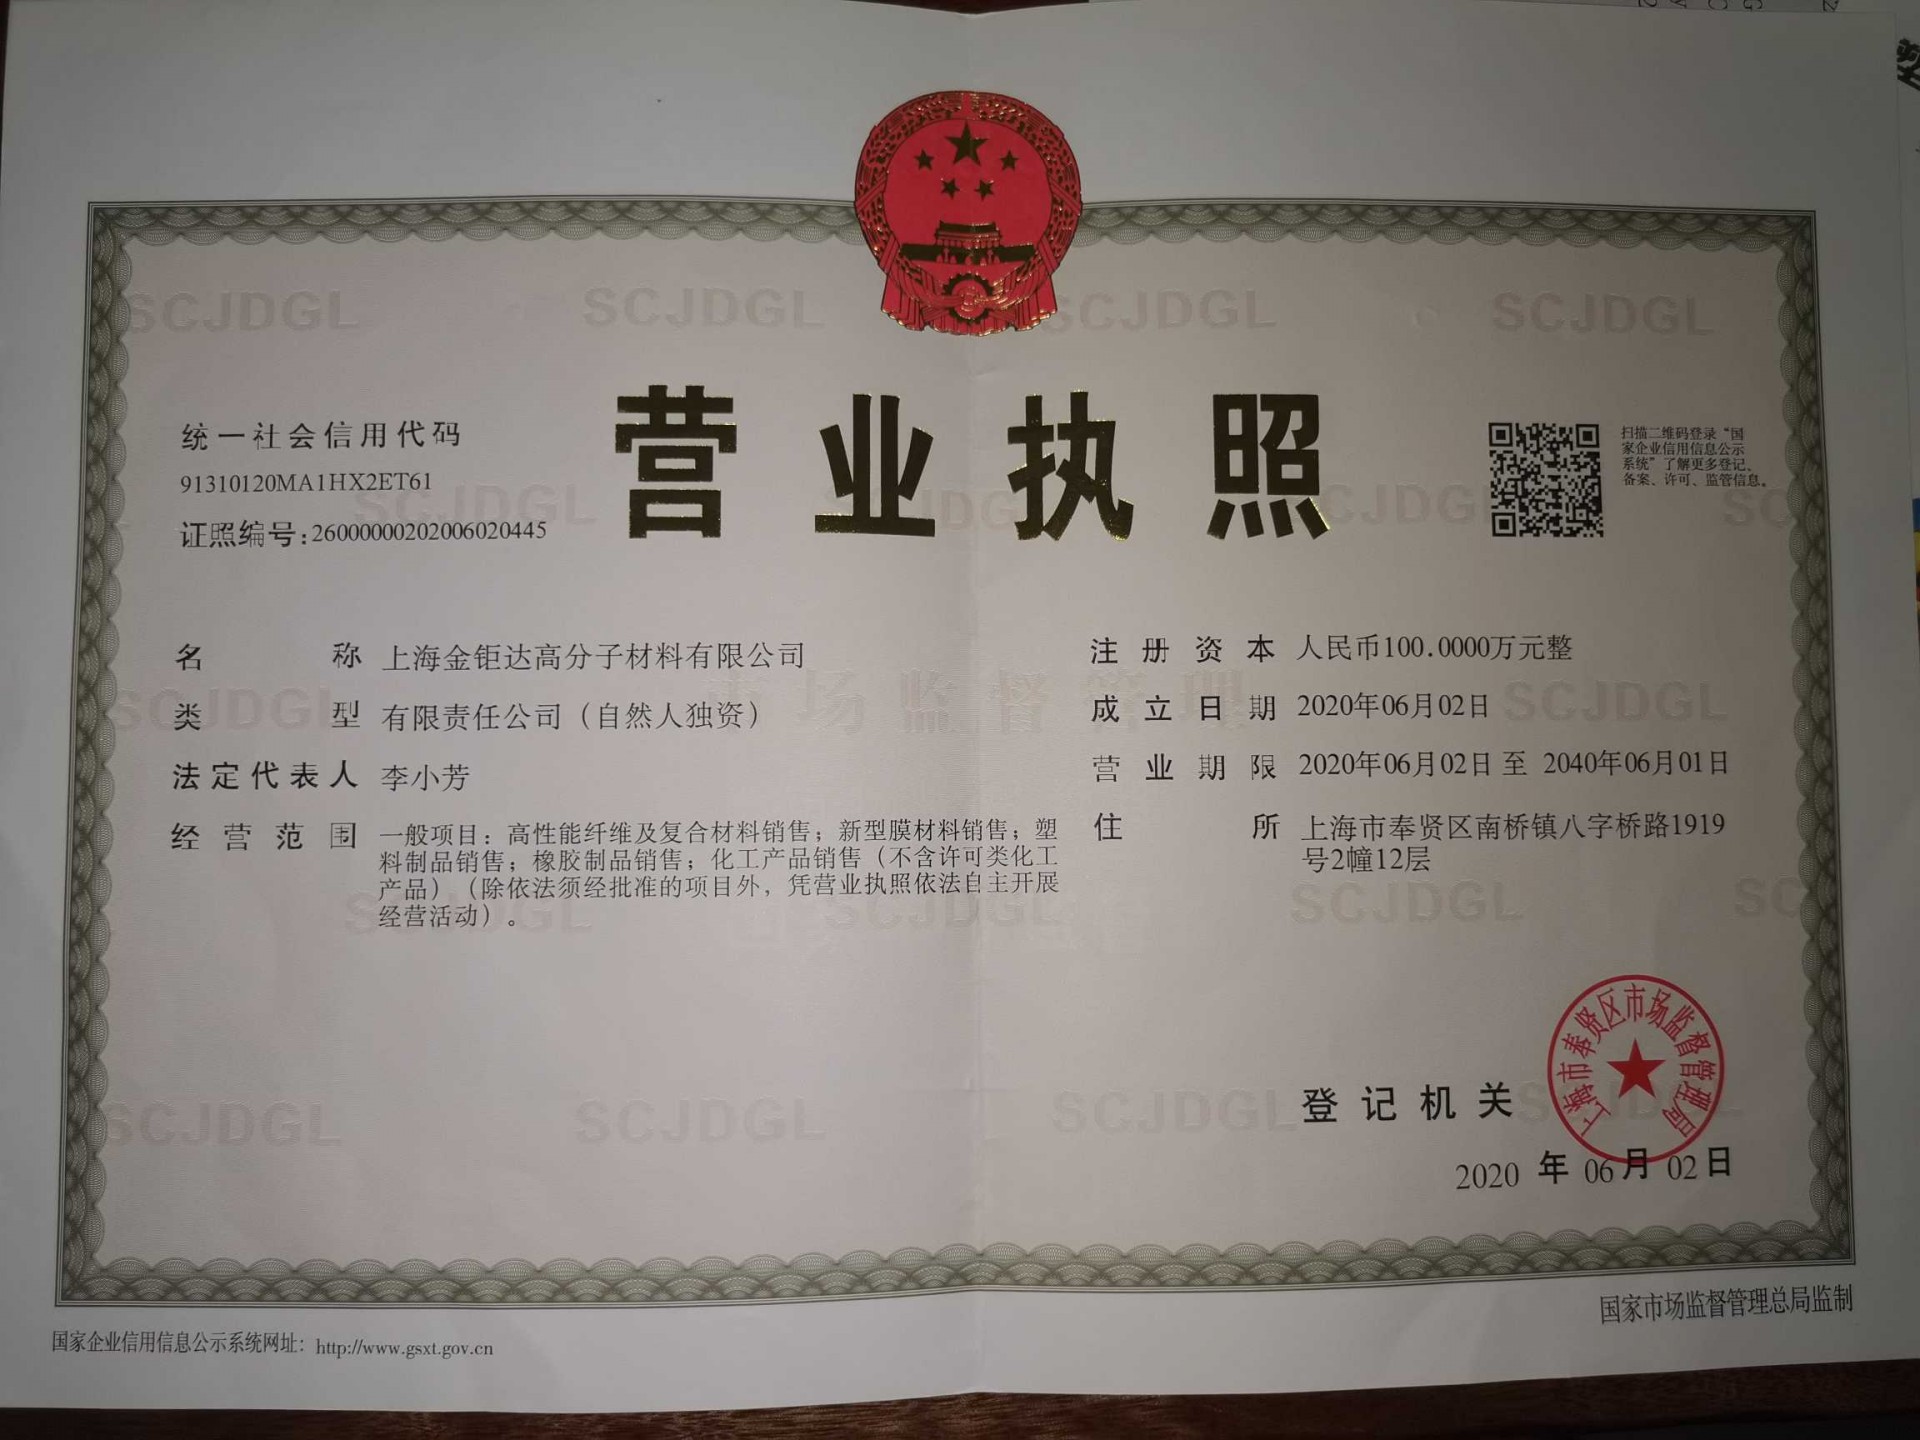 营业执照
统一社会信用代码
91310120MA1HX2ET61
证照编号:26000000202006020445
扫描二维码登录“国
家企业信用信息公示
系统”了解更多登记、
备案、许可、监管信息。
名称 上海金钜达高分子材料有限公司
类型 有限责任公司（自然人独资）
法定代表人 李小芳
经营范围 一般项目：高性能纤维及复合材料销售；新型膜材料销售；塑
料制品销售；橡胶制品销售；化工产品销售（不含许可类化工
产品）（除依法须经批准的项目外，凭营业执照依法自主开展
经营活动）。
注册资本 人民币100.0000万元整
成立日期 2020年06月02日
营业期限 2020年06月02日 至 2040年06月01日
住所 上海市奉贤区南桥镇八字桥路1919
号2幢12层
登记机关
上海市奉贤区市场监督管理局
2020 年 06 月 02 日
国家企业信用信息公示系统网址：http://www.gsxt.gov.cn
国家市场监督管理总局监制
SCJDGL
市场监督管理